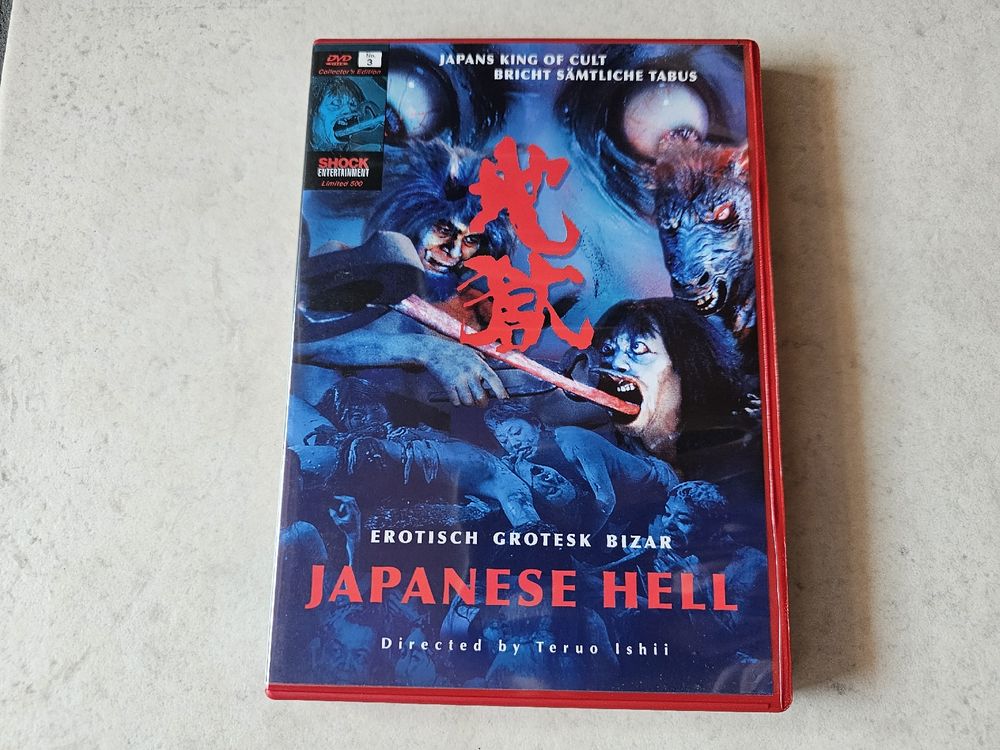 DVD
No.
3
Collector's Edition
SHOCK
ENTERTAINMENT
Limited 500
JAPANS KING OF CULT
BRICHT SÄMTLICHE TABUS
地
獄
EROTISCH GROTESK BIZAR
JAPANESE HELL
Directed by Teruo Ishii